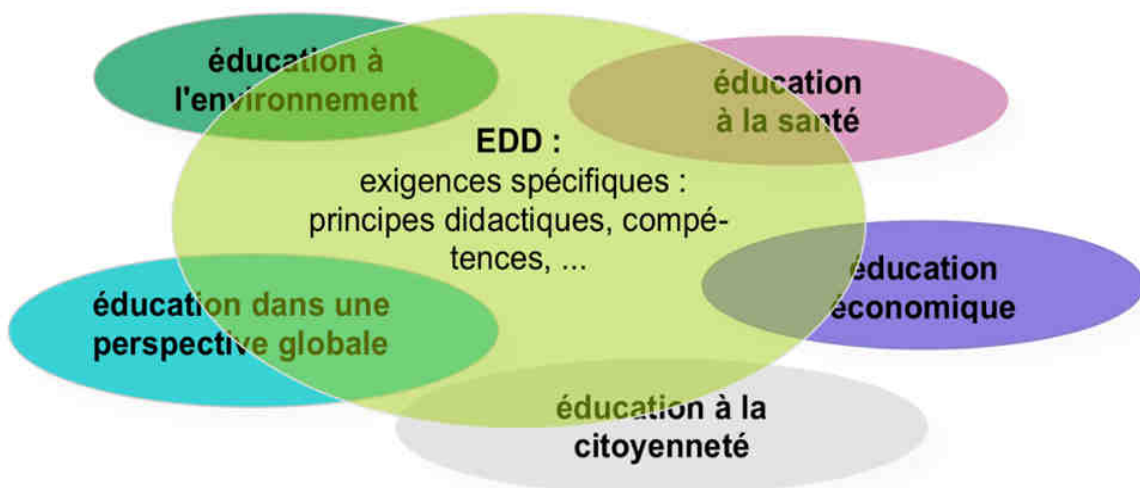 éducation à
l'environnement
éducation
à la santé
EDD :
exigences spécifiques :
principes didactiques, compé-
tences, ...
éducation
économique
éducation dans une
perspective globale
éducation à la
citoyenneté